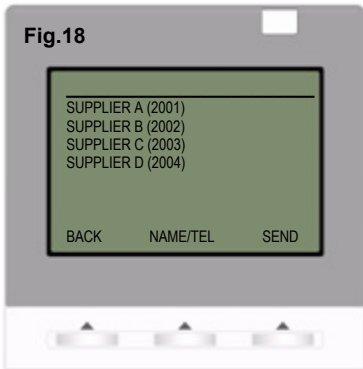 Fig.18
SUPPLIER A (2001)
SUPPLIER B (2002)
SUPPLIER C (2003)
SUPPLIER D (2004)
BACK NAME/TEL SEND